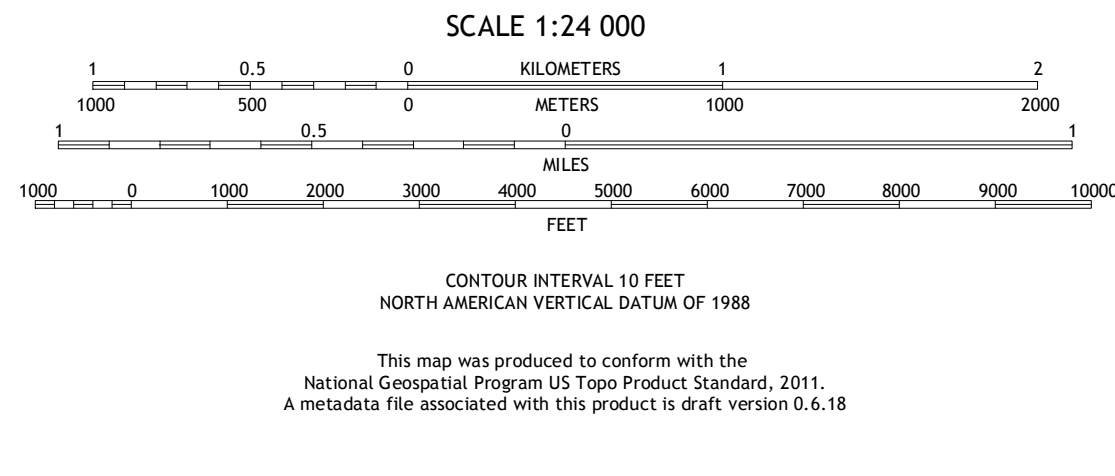 SCALE 1:24 000
1 0.5 0 KILOMETERS 1 2
1000 500 0 METERS 1000 2000
1 0.5 0 1
MILES
1000 0 1000 2000 3000 4000 5000 6000 7000 8000 9000 10000
FEET
CONTOUR INTERVAL 10 FEET
NORTH AMERICAN VERTICAL DATUM OF 1988
This map was produced to conform with the
National Geospatial Program US Topo Product Standard, 2011.
A metadata file associated with this product is draft version 0.6.18